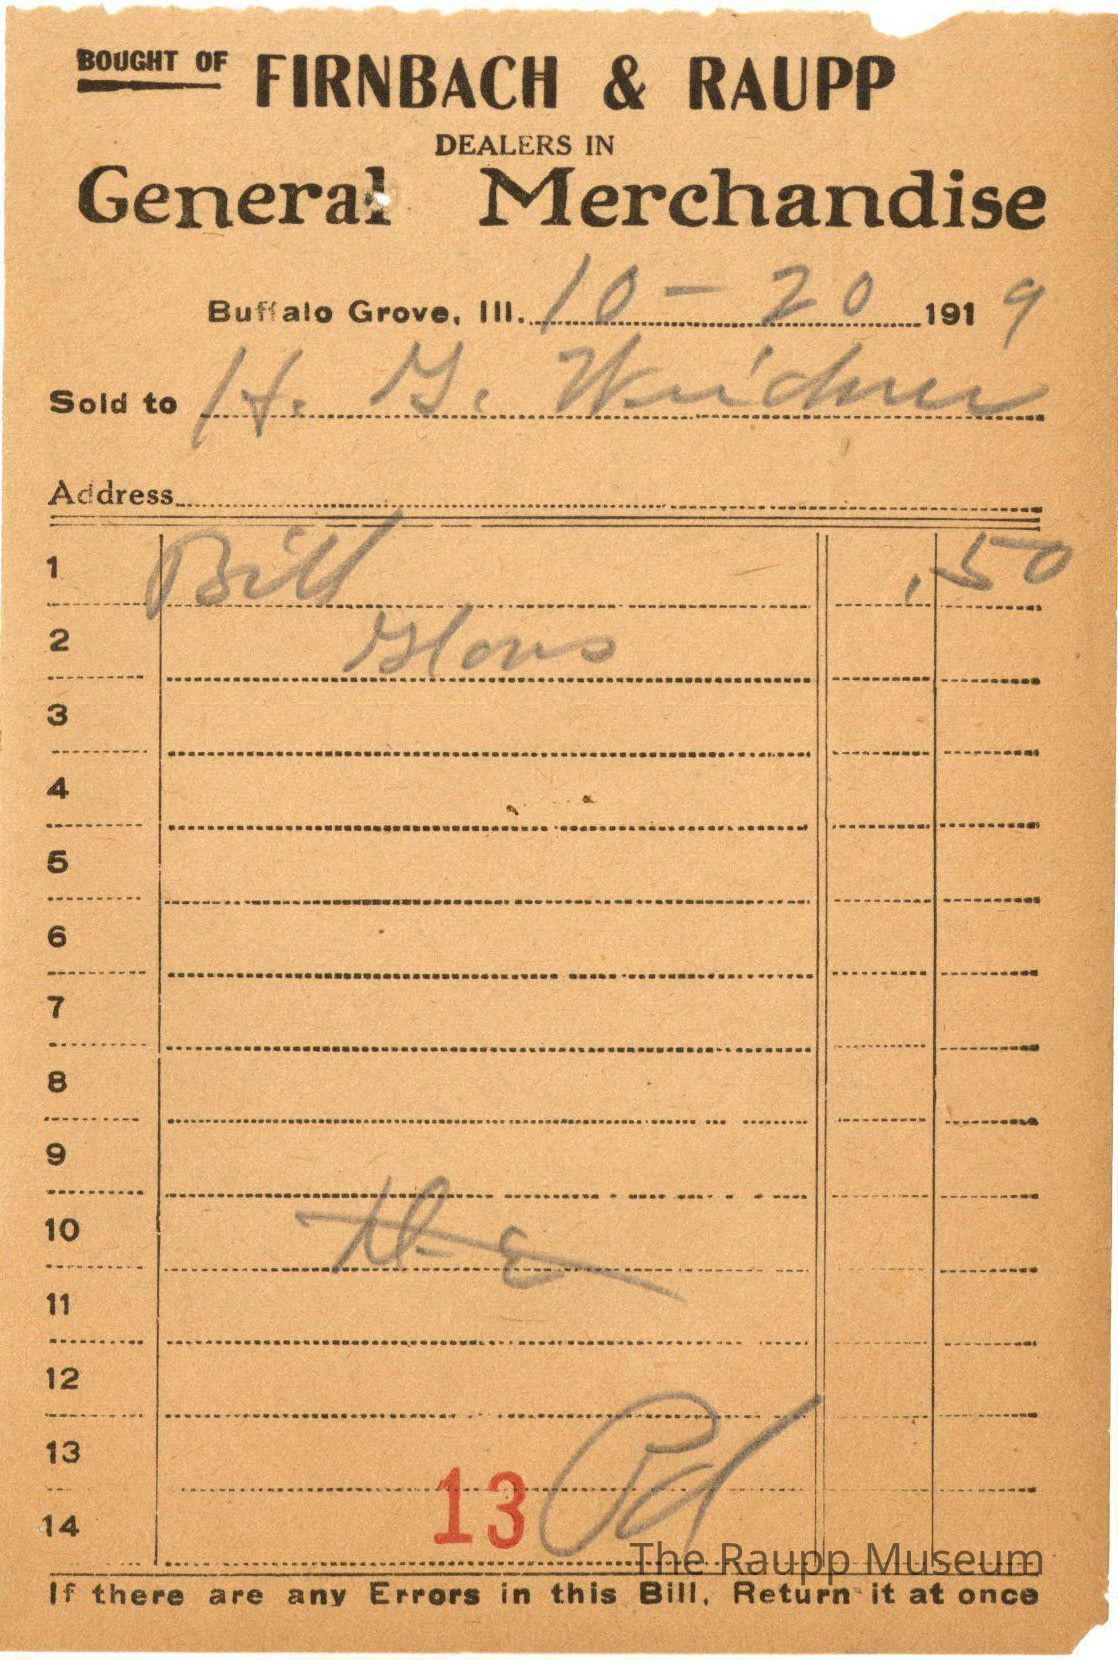 BOUGHT OF FIRNBACH & RAUPP
DEALERS IN
General Merchandise
Buffalo Grove, Ill. 10-20 1919
Sold to H. G. Weidner
Address
1 Bill .50
2 Glovs
3
4
5
6
7
8
9
10
11
12
13
13 Pd
14
The Raupp Museum
If there are any Errors in this Bill, Return it at once